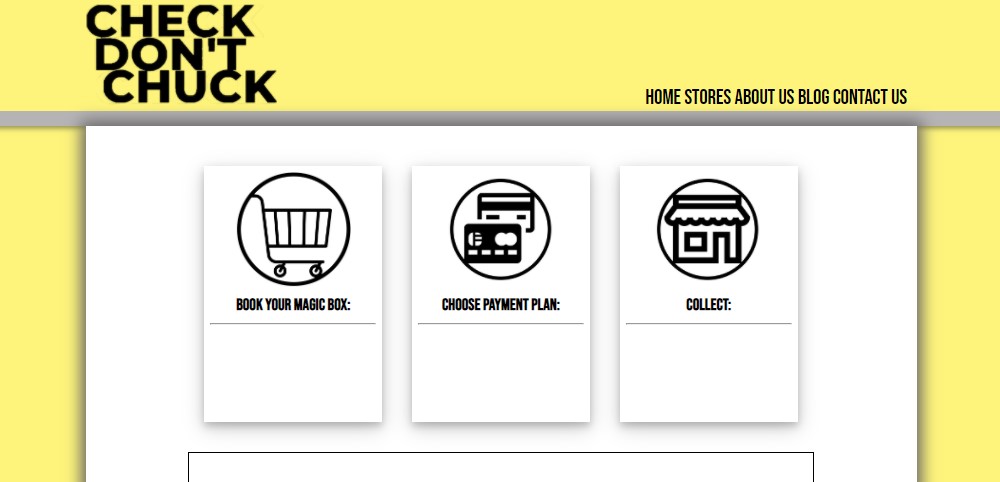 CHECK
DON'T
CHUCK
HOME STORES ABOUT US BLOG CONTACT US
BOOK YOUR MAGIC BOX:
CHOOSE PAYMENT PLAN:
COLLECT: